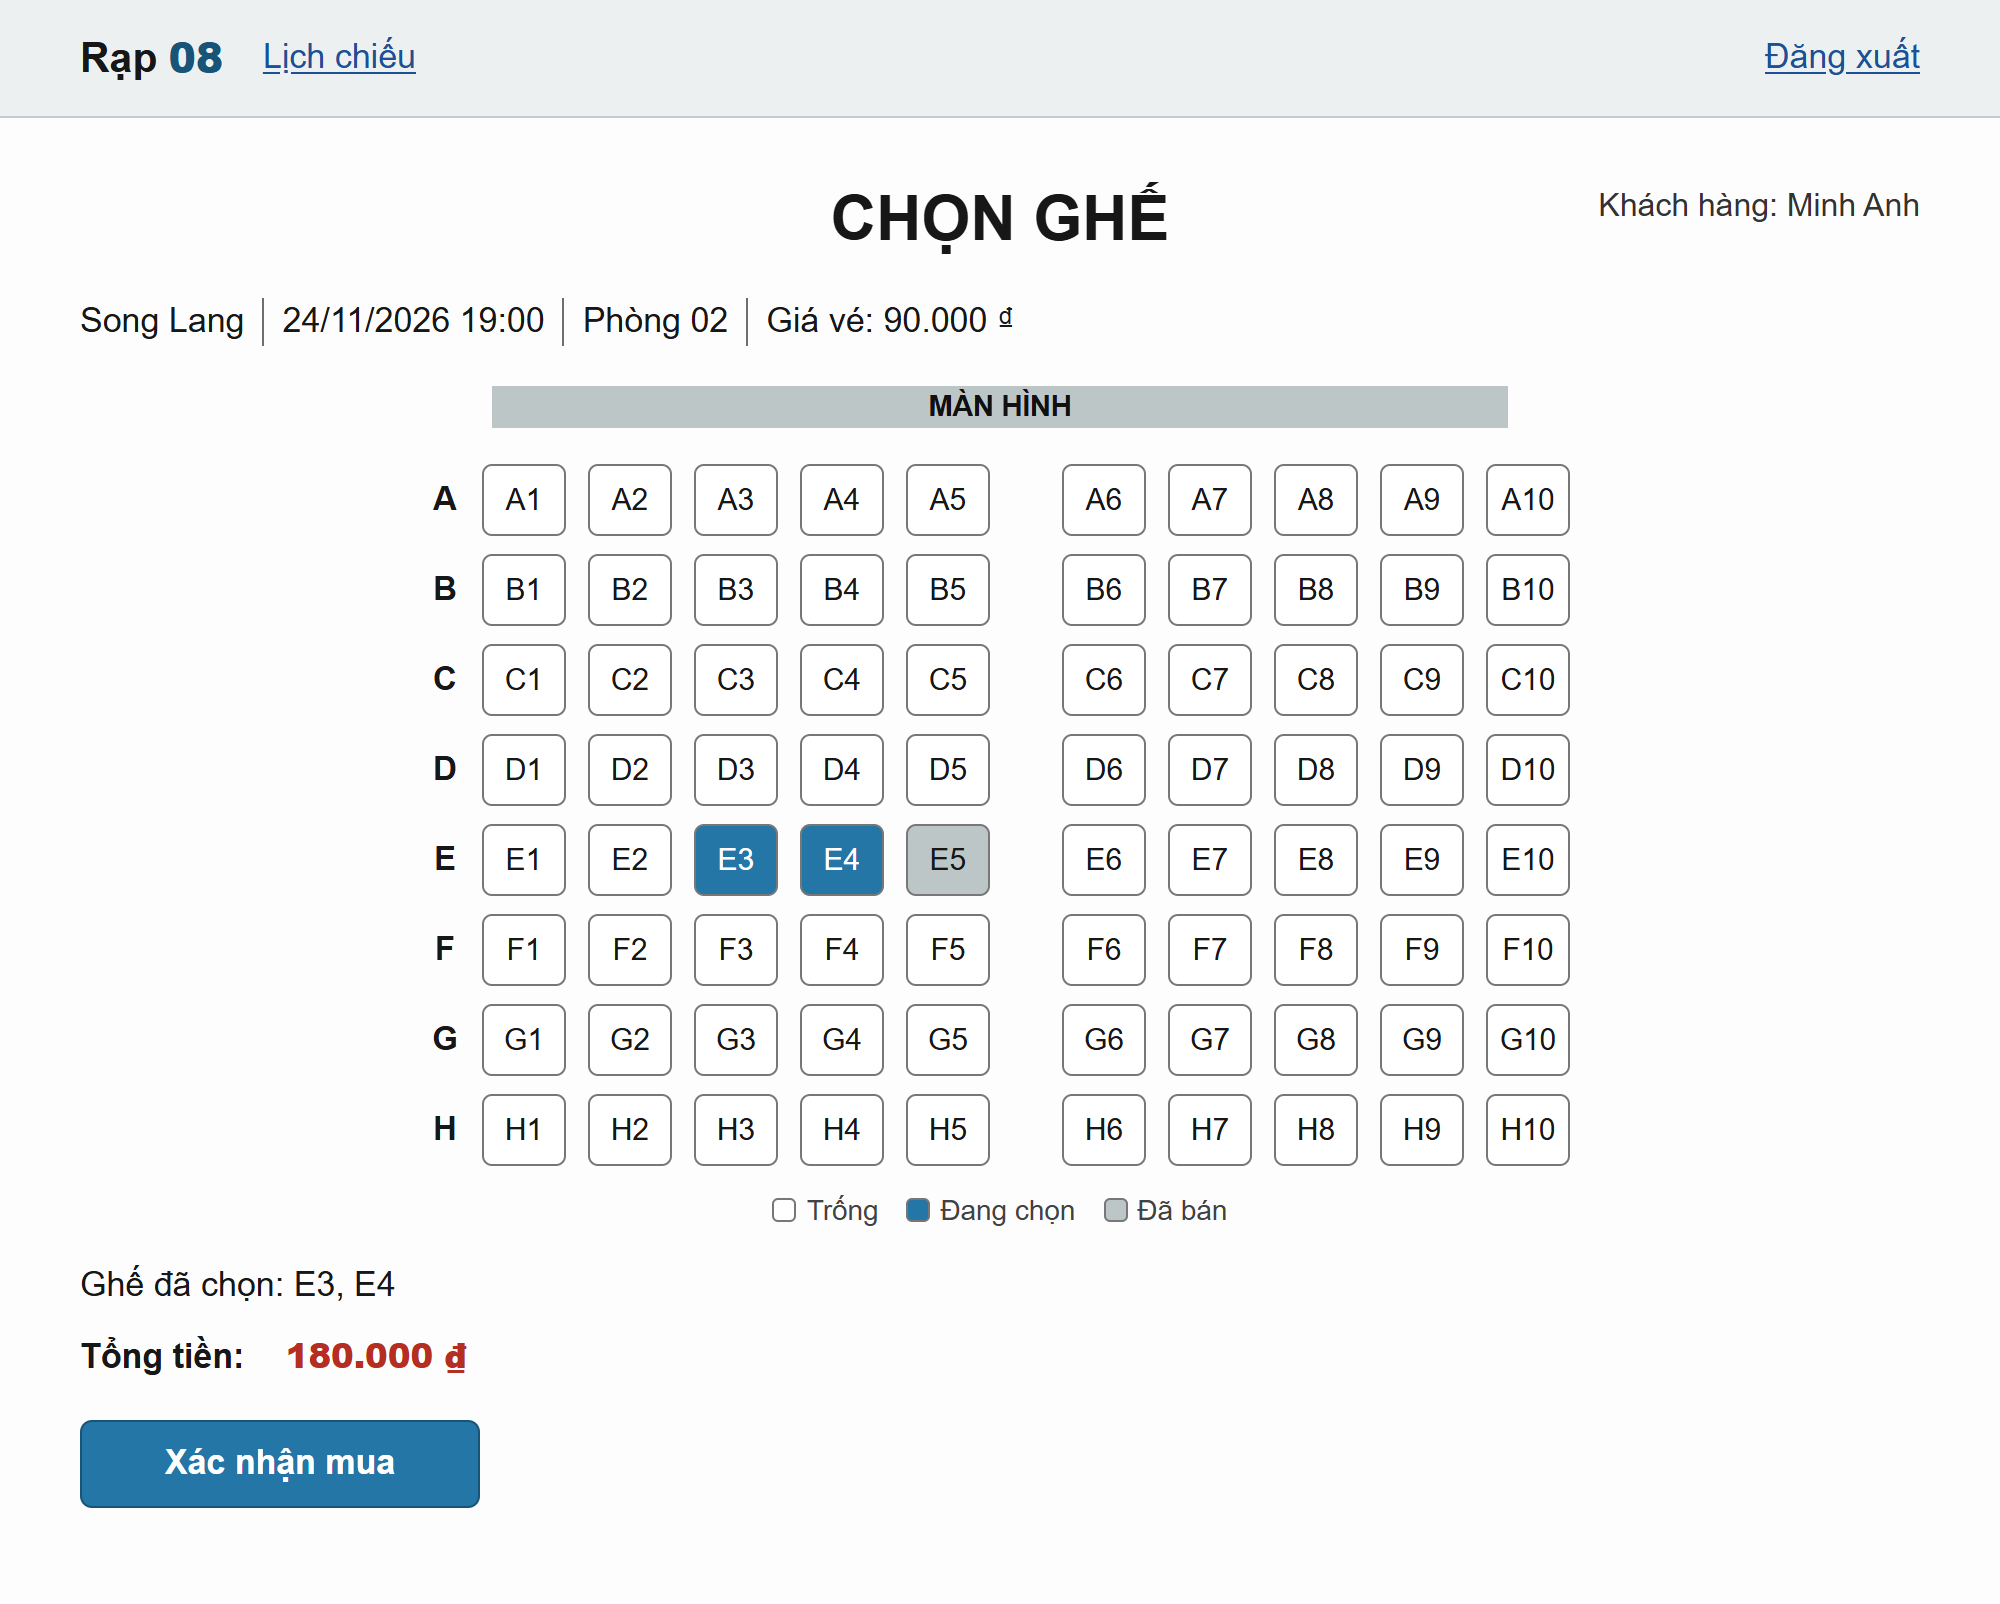 Rạp 08 Lịch chiếu Đăng xuất
CHỌN GHẾ
Khách hàng: Minh Anh
Song Lang 24/11/2026 19:00 Phòng 02 Giá vé: 90.000 ₫
MÀN HÌNH
A A1 A2 A3 A4 A5 A6 A7 A8 A9 A10
B B1 B2 B3 B4 B5 B6 B7 B8 B9 B10
C C1 C2 C3 C4 C5 C6 C7 C8 C9 C10
D D1 D2 D3 D4 D5 D6 D7 D8 D9 D10
E E1 E2 E3 E4 E5 E6 E7 E8 E9 E10
F F1 F2 F3 F4 F5 F6 F7 F8 F9 F10
G G1 G2 G3 G4 G5 G6 G7 G8 G9 G10
H H1 H2 H3 H4 H5 H6 H7 H8 H9 H10
Trống Đang chọn Đã bán
Ghế đã chọn: E3, E4
Tổng tiền: 180.000 ₫
Xác nhận mua